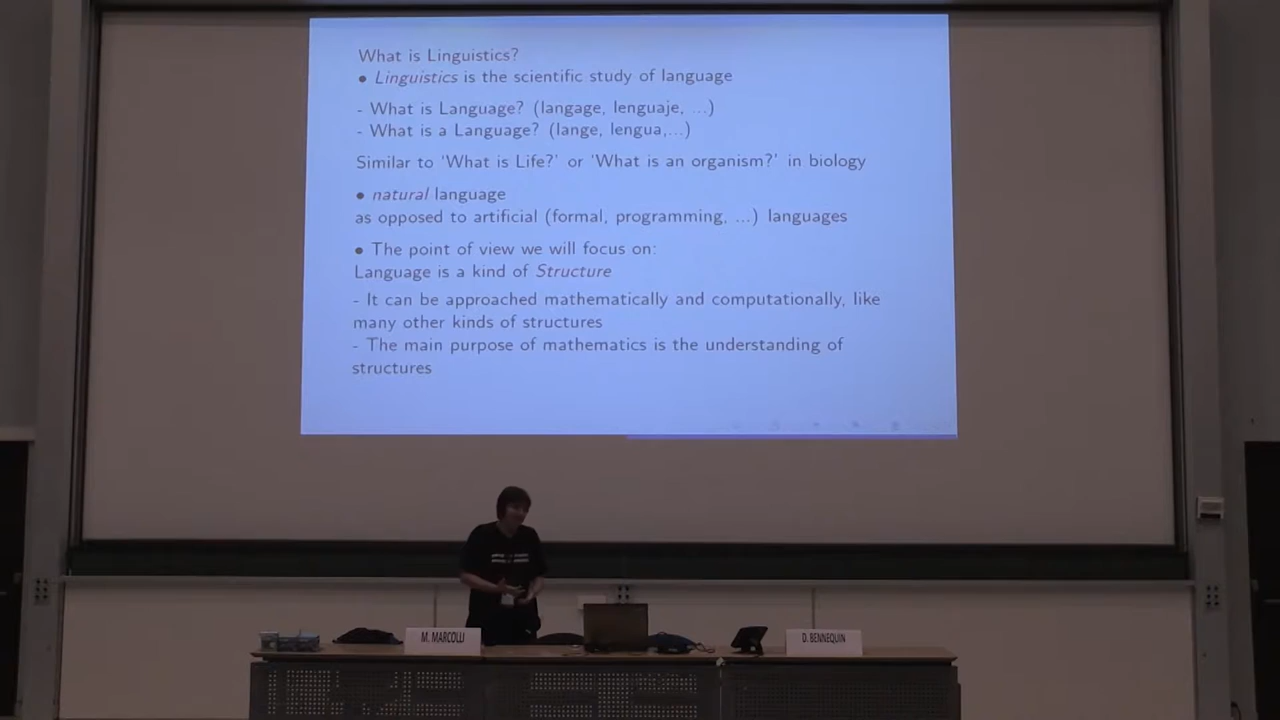 What is Linguistics?
• Linguistics is the scientific study of language
- What is Language? (langage, lenguaje, ...)
- What is a Language? (lange, lengua,...)
Similar to 'What is Life?' or 'What is an organism?' in biology
• natural language
as opposed to artificial (formal, programming, ...) languages
• The point of view we will focus on:
Language is a kind of Structure
- It can be approached mathematically and computationally, like
many other kinds of structures
- The main purpose of mathematics is the understanding of
structures
M. MARCOLLI
D. BENNEQUIN